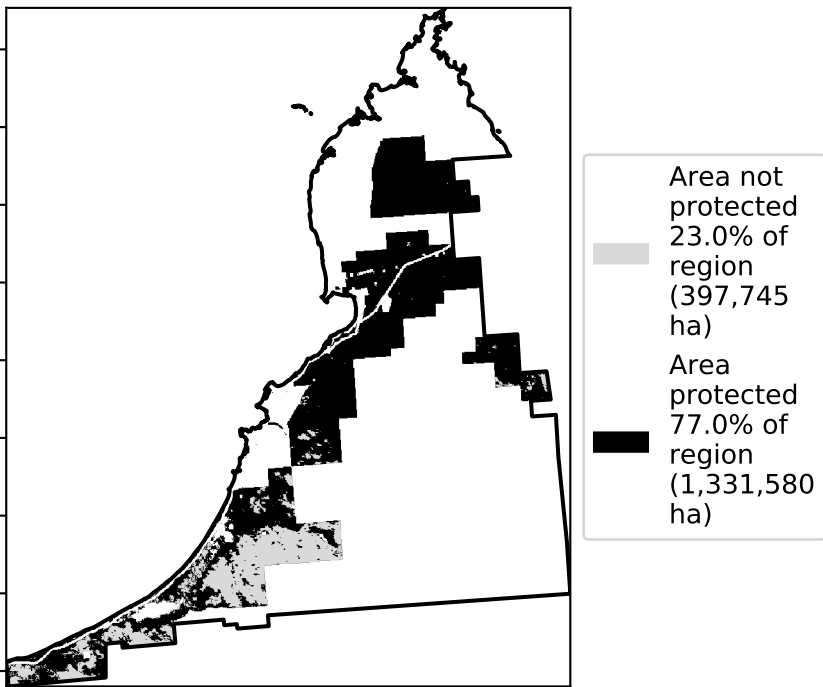 Area not
protected
23.0% of
region
(397,745
ha)
Area
protected
77.0% of
region
(1,331,580
ha)